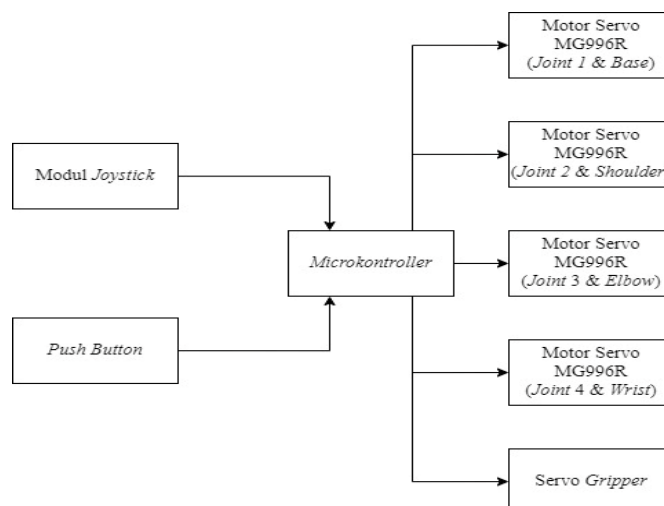 Motor Servo
MG996R
(Joint 1 & Base)
Modul Joystick
Motor Servo
MG996R
(Joint 2 & Shoulder
Microkontroller
Motor Servo
MG996R
(Joint 3 & Elbow)
Push Button
Motor Servo
MG996R
(Joint 4 & Wrist)
Servo Gripper